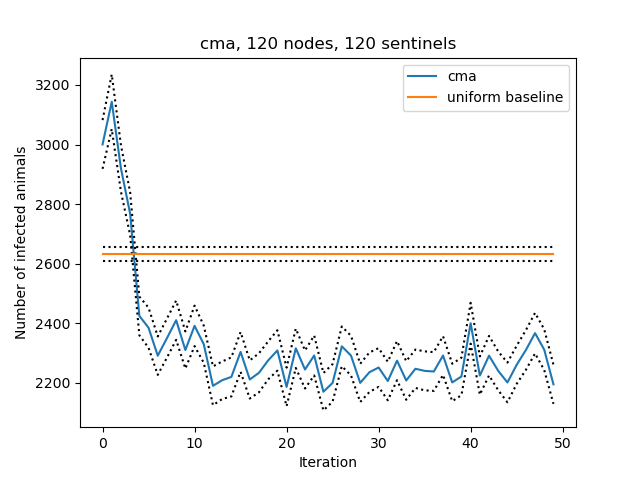 cma, 120 nodes, 120 sentinels
cma
uniform baseline
3200
3000
2800
2600
2400
2200
Number of infected animals
0 10 20 30 40 50
Iteration